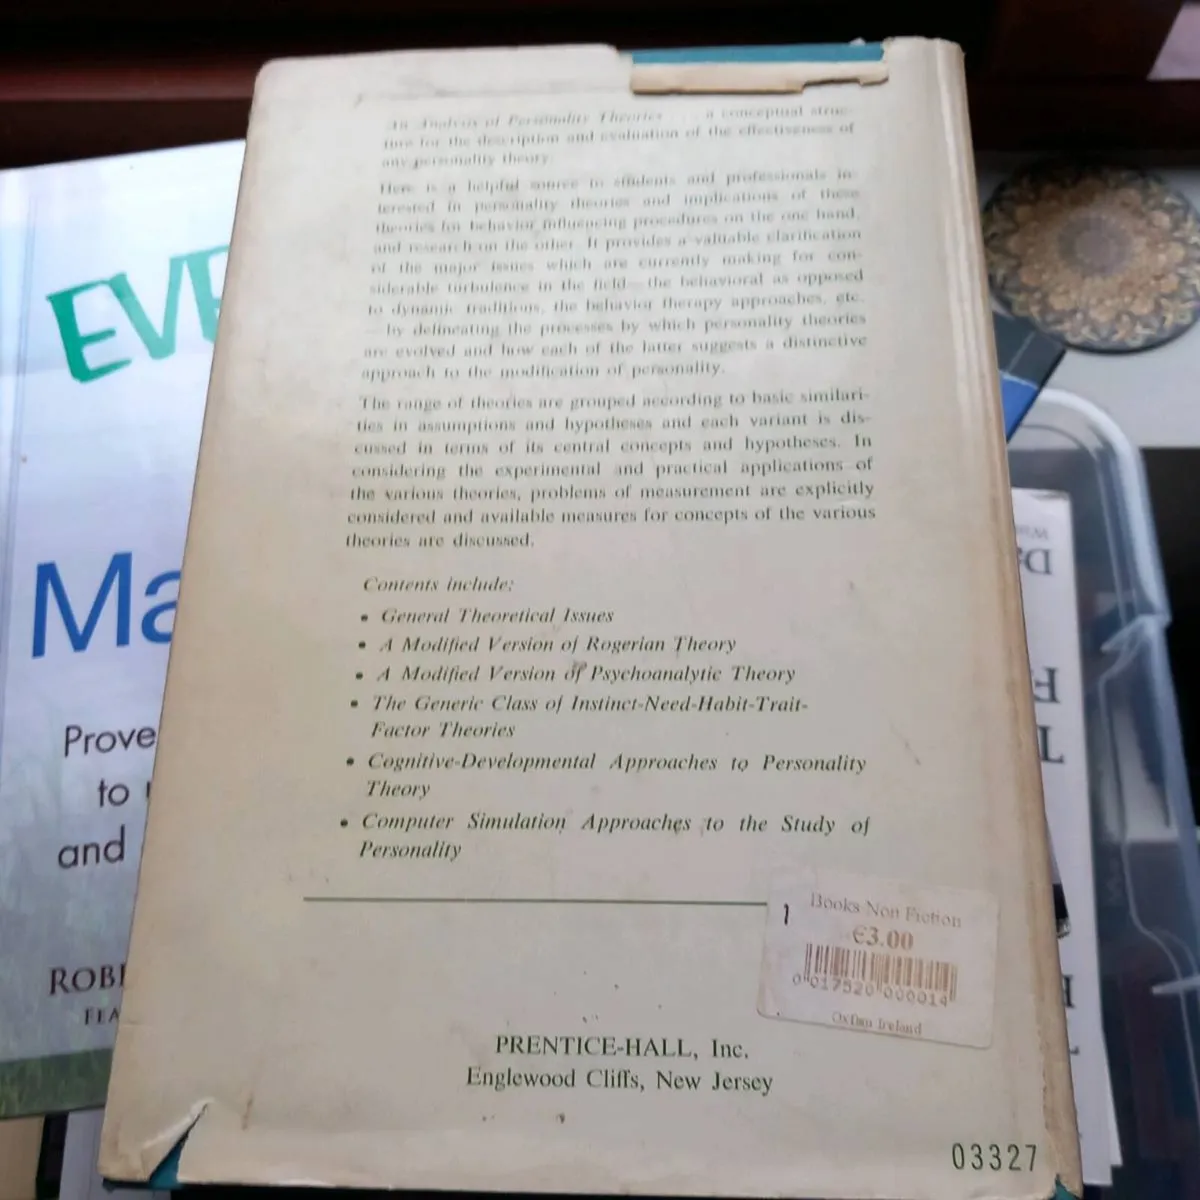 An Analysis of Personality Theories . . . a conceptual struc-
ture for the description and evaluation of the effectiveness of
any personality theory.
Here is a helpful source to students and professionals in-
terested in personality theories and implications of these
theories for behavior influencing procedures on the one hand,
and research on the other. It provides a valuable clarification
of the major issues which are currently making for con-
siderable turbulence in the field—the behavioral as opposed
to dynamic traditions, the behavior therapy approaches, etc.
—by delineating the processes by which personality theories
are evolved and how each of the latter suggests a distinctive
approach to the modification of personality.
The range of theories are grouped according to basic similari-
ties in assumptions and hypotheses and each variant is dis-
cussed in terms of its central concepts and hypotheses. In
considering the experimental and practical applications of
the various theories, problems of measurement are explicitly
considered and available measures for concepts of the various
theories are discussed.
Contents include:
• General Theoretical Issues
• A Modified Version of Rogerian Theory
• A Modified Version of Psychoanalytic Theory
• The Generic Class of Instinct-Need-Habit-Trait-
Factor Theories
• Cognitive-Developmental Approaches to Personality
Theory
• Computer Simulation Approaches to the Study of
Personality
1 Books Non Fiction
€3.00
0 017520 000014
Oxfam Ireland
PRENTICE-HALL, Inc.
Englewood Cliffs, New Jersey
03327
EVE
Ma
Prove
to
and
ROBE
FEA